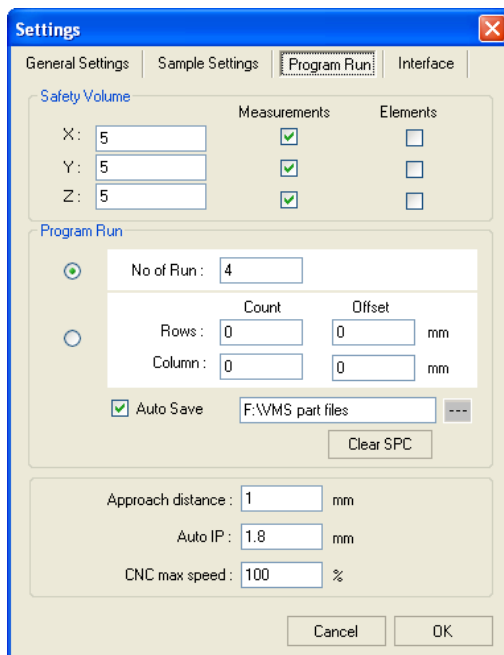 Settings
General Settings Sample Settings Program Run Interface
Safety Volume
Measurements Elements
X : 5
Y : 5
Z : 5
Program Run
No of Run : 4
Count Offset
Rows : 0 0 mm
Column : 0 0 mm
Auto Save F:\VMS part files ---
Clear SPC
Approach distance : 1 mm
Auto IP : 1.8 mm
CNC max speed : 100 %
Cancel OK